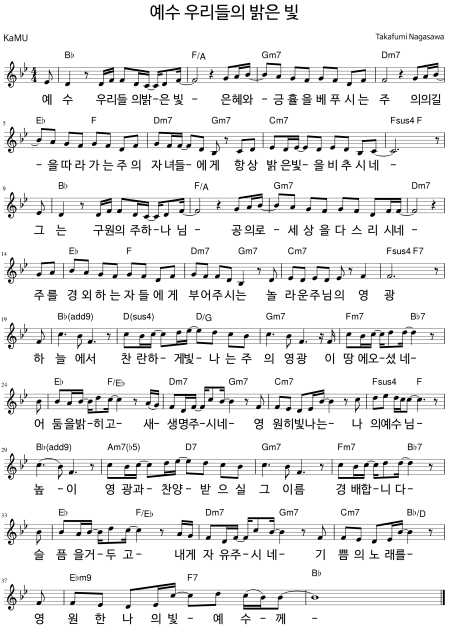 예수 우리들의 밝은 빛
KaMU
Takafumi Nagasawa
B♭ F/A Gm7 Dm7
예 수 우리들 의밝-은 빛 - 은혜와- 긍휼을베푸시는 주 의의길
5
E♭ F Dm7 Gm7 Cm7 Fsus4 F
-을따라가는주의 자녀들-에게 항상 밝은빛-을비추시네 -
9
B♭ F/A Gm7 Dm7
그 는 구원의 주하-나 님- 공의로- 세상을다스리시네-
14
E♭ F Dm7 Gm7 Cm7 Fsus4 F7
주를 경외하는자들에게 부어주시는 놀라운주님의 영 광
19
B♭(add9) D(sus4) D/G Gm7 Fm7 B♭7
하 늘 에서 찬란하-게빛-나는주 의영광 이 땅에오-셨네-
24
E♭ F/E♭ Dm7 Gm7 Cm7 Fsus4 F
어 둠을밝-히고- 새-생명주-시네- 영 원히빛나는- 나 의예수님-
29
B♭(add9) Am7(♭5) D7 Gm7 Fm7 B♭7
높-이 영광과-찬양-받으실 그 이름 경배합-니다-
33
E♭ F/E♭ Dm7 D7 Gm7 Cm7 B♭/D
슬 픔을거-두고- 내게자유주-시네- 기 쁨의노래를-
37
E♭m9 F7 B♭
영 원 한 나 의빛- 예 수-께-